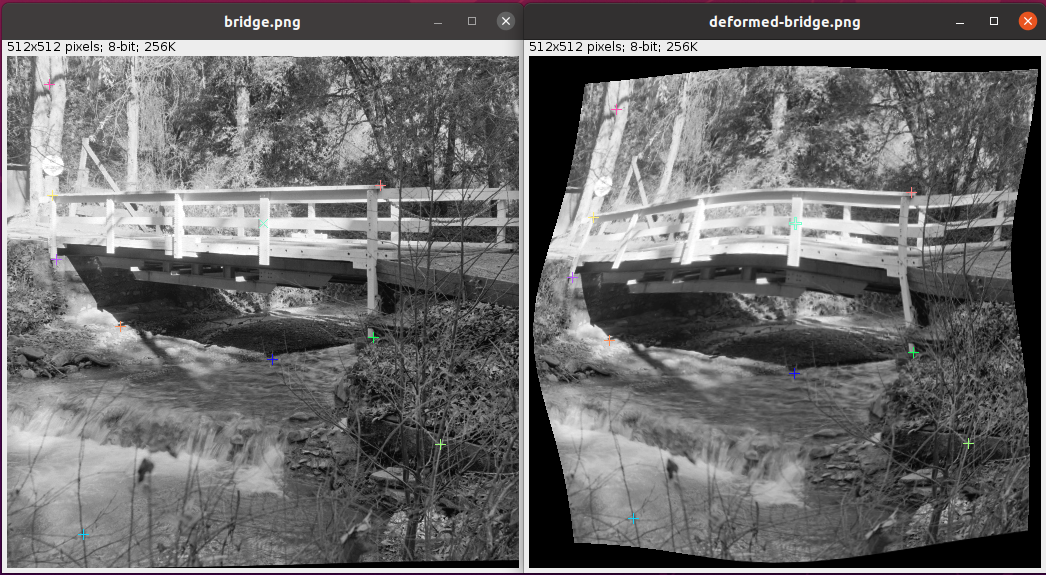 bridge.png
512x512 pixels; 8-bit; 256K
deformed-bridge.png
512x512 pixels; 8-bit; 256K